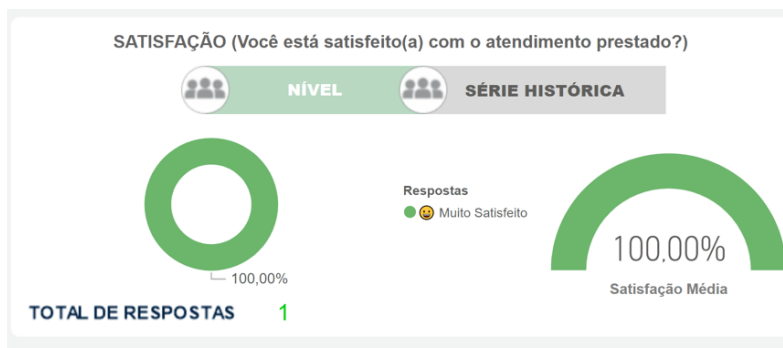 SATISFAÇÃO (Você está satisfeito(a) com o atendimento prestado?)
NÍVEL
SÉRIE HISTÓRICA
100,00%
Respostas
Muito Satisfeito
100,00%
Satisfação Média
TOTAL DE RESPOSTAS 1